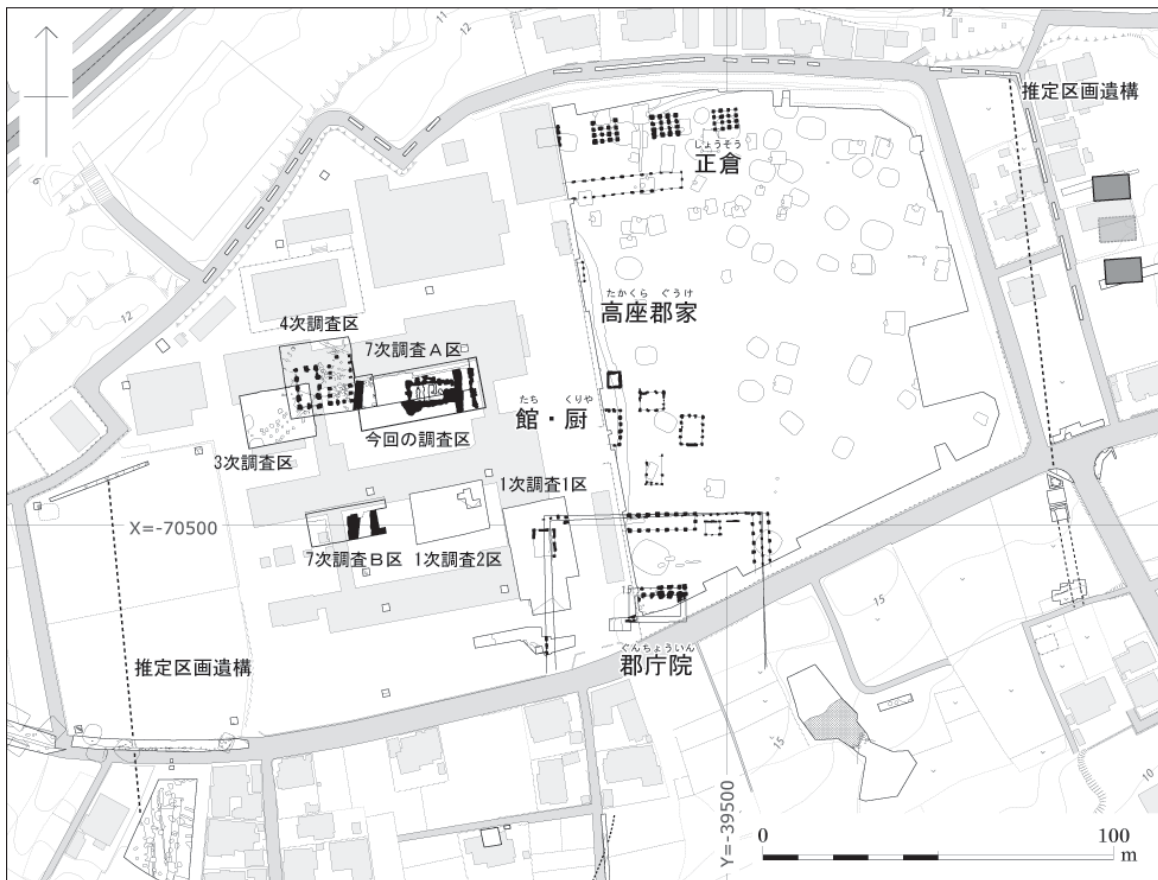 11
12
12
推定区画遺構
しょうそう
正倉
9
たかくら ぐうけ
高座郡家
12
4次調査区
7次調査A区
たち くりや
館・厨
今回の調査区
3次調査区
1次調査1区
X=-70500
7次調査B区
1次調査2区
15
15
ぐんちょういん
郡庁院
推定区画遺構
15
10
Y=-39500
0
100
m